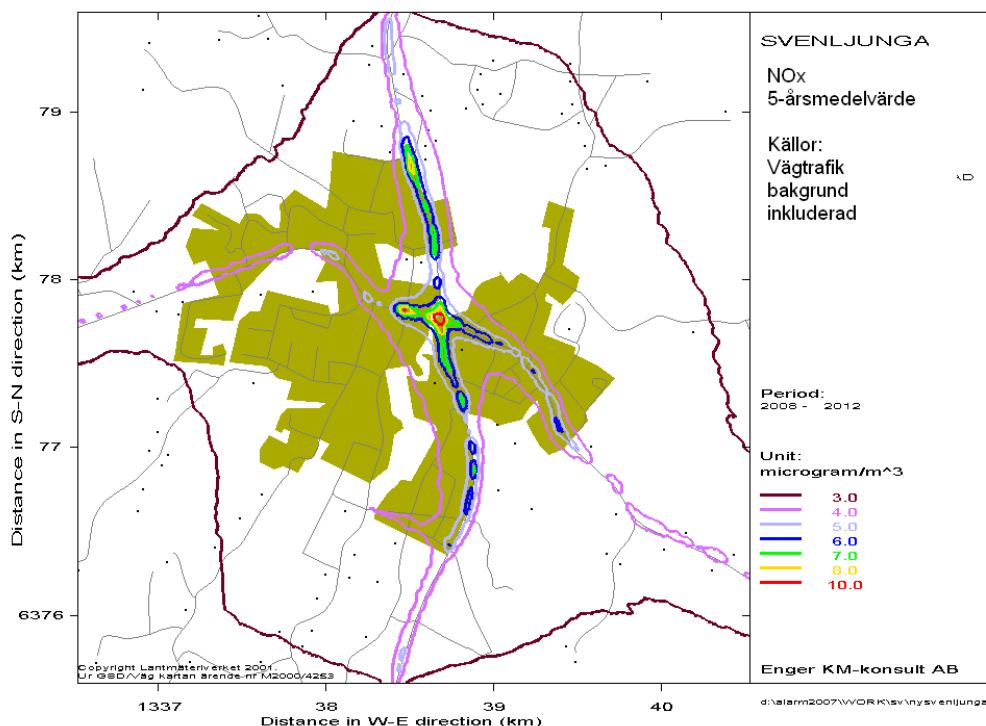 SVENLJUNGA
NOx
5-årsmedelvärde
Källor:
Vägtrafik
bakgrund
inkluderad
Period:
2008 - 2012
Unit:
microgram/m^3
3.0
4.0
5.0
6.0
7.0
8.0
10.0
Enger KM-konsult AB
d:\alarm2007\WORK\sv\nysvenljunga
Distance in S-N direction (km)
79
78
77
6376
Copyright Lantmäteriverket 2001.
Ur GSD/Väg kartan ärende-nr M2000/4253
1337
38
39
40
Distance in W-E direction (km)